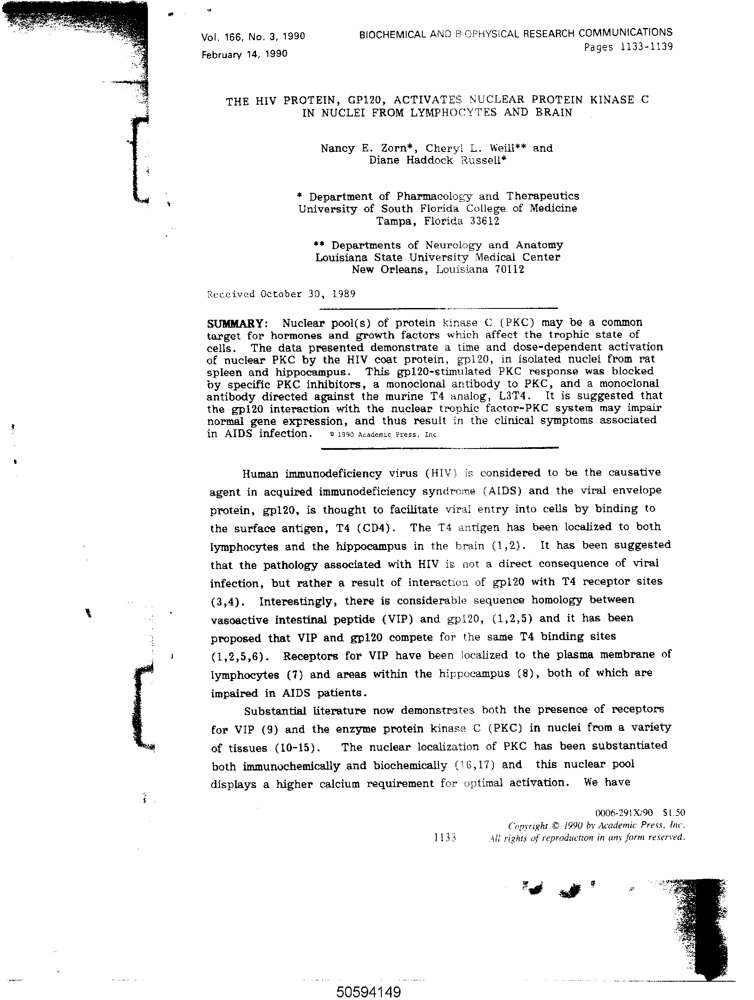 Vol. 166, No. 3, 1990
BIOCHEMICAL AND BIOPHYSICAL RESEARCH COMMUNICATIONS
February 14, 1990
Pages 1133-1139
THE HIV PROTEIN, GP120, ACTIVATES NUCLEAR PROTEIN KINASE C
IN NUCLEI FROM LYMPHOCYTES AND BRAIN
Nancy E. Zorn*, Cheryl L. Weill** and
Diane Haddock Russell*
* Department of Pharmacology and Therapeutics
University of South Florida College of Medicine
Tampa, Florida 33612
** Departments of Neurology and Anatomy
Louisiana State University Medical Center
New Orleans, Louisiana 70112
Received October 30, 1989
SUMMARY: Nuclear pool(s) of protein kinase C (PKC) may be a common
target for hormones and growth factors which affect the trophic state of
cells. The data presented demonstrate a time and dose-dependent activation
of nuclear PKC by the HIV coat protein, gp120, in isolated nuclei from rat
spleen and hippocampus. This gp120-stimulated PKC response was blocked
by specific PKC inhibitors, a monoclonal antibody to PKC, and a monoclonal
antibody directed against the murine T4 analog, L3T4. It is suggested that
the gp120 interaction with the nuclear trophic factor-PKC system may impair
normal gene expression, and thus result in the clinical symptoms associated
in AIDS infection. © 1990 Academic Press, Inc.
Human immunodeficiency virus (HIV) is considered to be the causative
agent in acquired immunodeficiency syndrome (AIDS) and the viral envelope
protein, gp120, is thought to facilitate viral entry into cells by binding to
the surface antigen, T4 (CD4). The T4 antigen has been localized to both
lymphocytes and the hippocampus in the brain (1,2). It has been suggested
that the pathology associated with HIV is not a direct consequence of viral
infection, but rather a result of interaction of gp120 with T4 receptor sites
(3,4). Interestingly, there is considerable sequence homology between
vasoactive intestinal peptide (VIP) and gp120, (1,2,5) and it has been
proposed that VIP and gp120 compete for the same T4 binding sites
(1,2,5,6). Receptors for VIP have been localized to the plasma membrane of
lymphocytes (7) and areas within the hippocampus (8), both of which are
impaired in AIDS patients.
Substantial literature now demonstrates both the presence of receptors
for VIP (9) and the enzyme protein kinase C (PKC) in nuclei from a variety
of tissues (10-15). The nuclear localization of PKC has been substantiated
both immunochemically and biochemically (16,17) and this nuclear pool
displays a higher calcium requirement for optimal activation. We have
0006-291X/90 $1.50
Copyright © 1990 by Academic Press, Inc.
1133
All rights of reproduction in any form reserved.
50594149